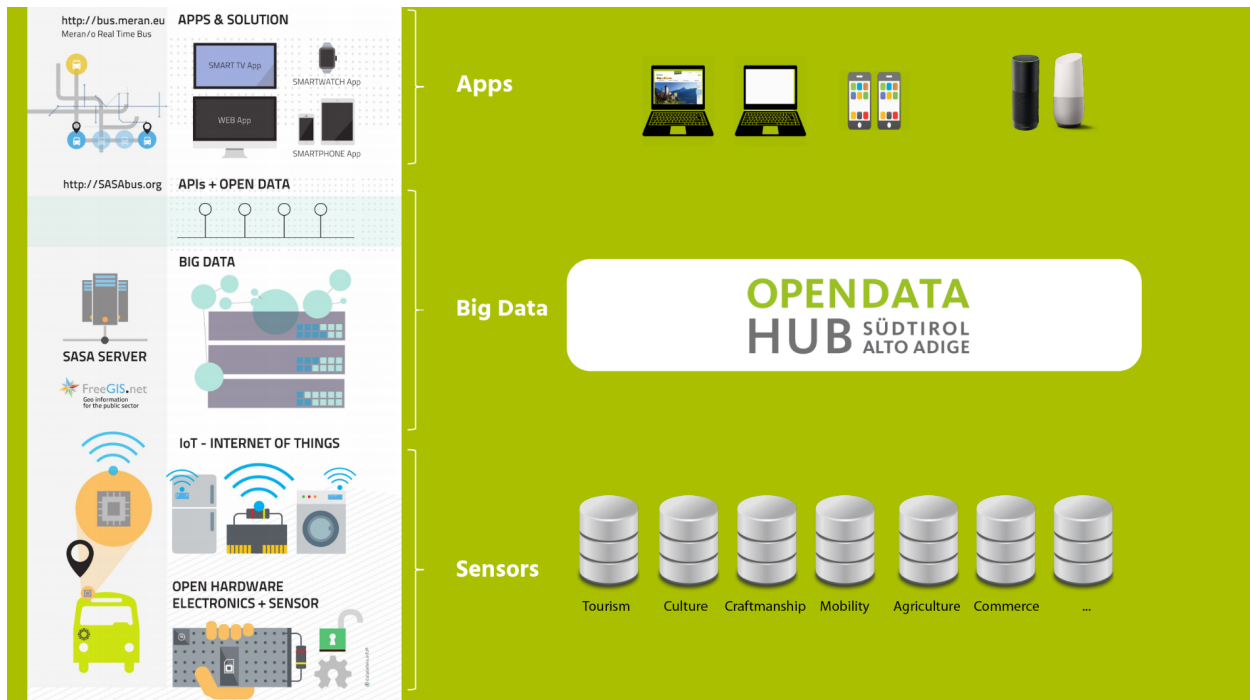 http://bus.meran.eu
Meran/o Real Time Bus
APPS & SOLUTION
SMART TV App
SMARTWATCH App
WEB App
SMARTPHONE App
http://SASAbus.org
APIs + OPEN DATA
BIG DATA
SASA SERVER
FreeGIS.net
Geo information
for the public sector
IoT - INTERNET OF THINGS
OPEN HARDWARE
ELECTRONICS + SENSOR
Apps
Big Data
OPENDATA
HUB SÜDTIROL
ALTO ADIGE
Sensors
Tourism
Culture
Craftmanship
Mobility
Agriculture
Commerce
...